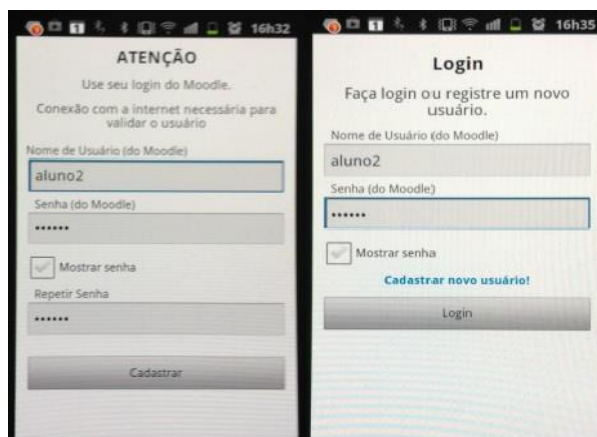 16h32
ATENÇÃO
Use seu login do Moodle.
Conexão com a internet necessária para
validar o usuário
Nome de Usuário (do Moodle)
aluno2
Senha (do Moodle)
••••••
Mostrar senha
Repetir Senha
••••••
Cadastrar
16h35
Login
Faça login ou registre um novo
usuário.
Nome de Usuário (do Moodle)
aluno2
Senha (do Moodle)
••••••
Mostrar senha
Cadastrar novo usuário!
Login